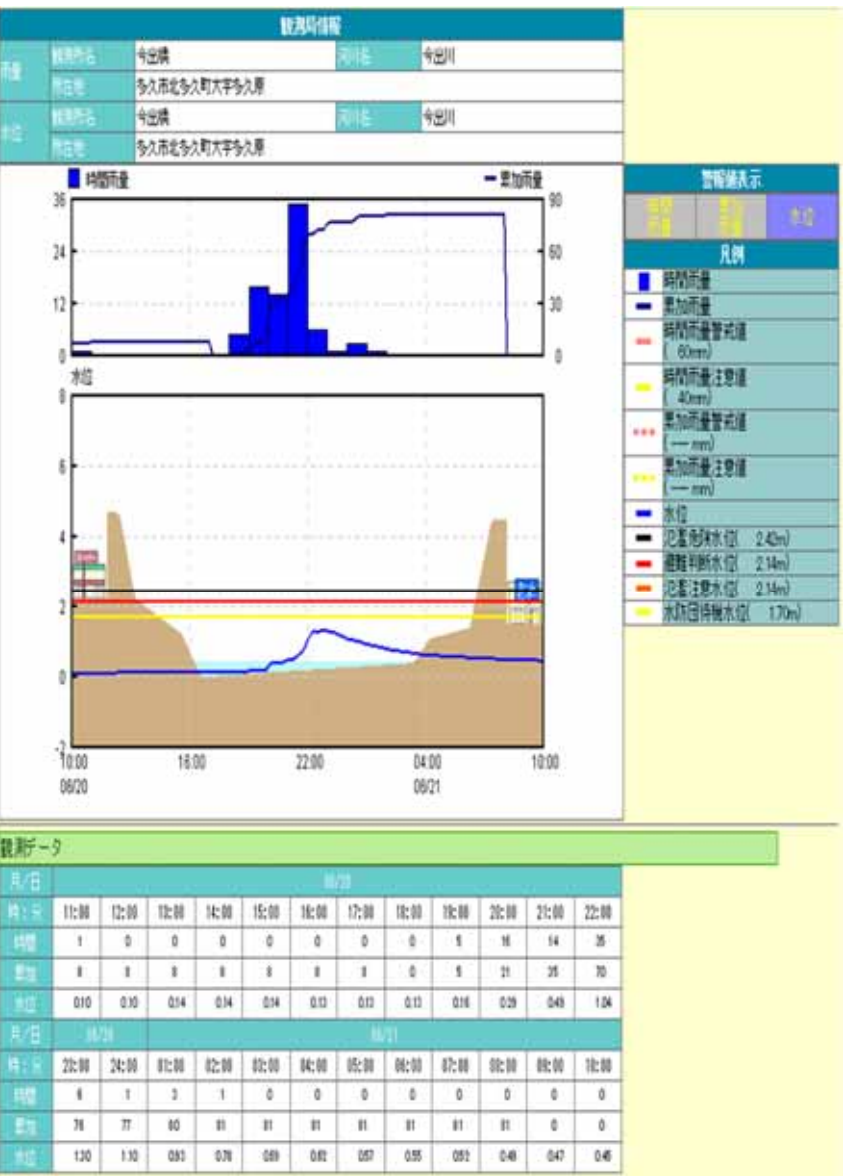 観測局情報
雨量 観測所名 今出橋 河川名 今出川
所在地 多久市北多久町大字多久原
水位 観測所名 今出橋 河川名 今出川
所在地 多久市北多久町大字多久原
時間雨量 累加雨量
36 90
24 60
12 30
0 0
水位
8
6
4
2
0
-2
10:00 16:00 22:00 04:00 10:00
06/20 06/21
警報値表示
時間雨量 累加雨量 水位
凡例
時間雨量
累加雨量
時間雨量警戒値
( 60mm)
時間雨量注意値
( 40mm)
累加雨量警戒値
( --- mm)
累加雨量注意値
( --- mm)
水位
氾濫危険水位( 2.42m)
避難判断水位( 2.14m)
氾濫注意水位( 2.14m)
水防団待機水位( 1.70m)
観測データ
月/日 06/20
時:分 11:00 12:00 13:00 14:00 15:00 16:00 17:00 18:00 19:00 20:00 21:00 22:00
時間 1 0 0 0 0 0 0 0 5 16 14 35
累加 8 8 8 8 8 8 8 0 5 21 35 70
水位 0.10 0.10 0.14 0.14 0.14 0.13 0.13 0.13 0.16 0.49 1.04
月/日 06/20 06/21
時:分 23:00 24:00 01:00 02:00 03:00 04:00 05:00 06:00 07:00 08:00 09:00 10:00
時間 6 1 3 1 0 0 0 0 0 0 0 0
累加 76 77 80 81 81 81 81 81 81 81 0 0
水位 1.30 1.10 0.78 0.62 0.57 0.55 0.52 0.47